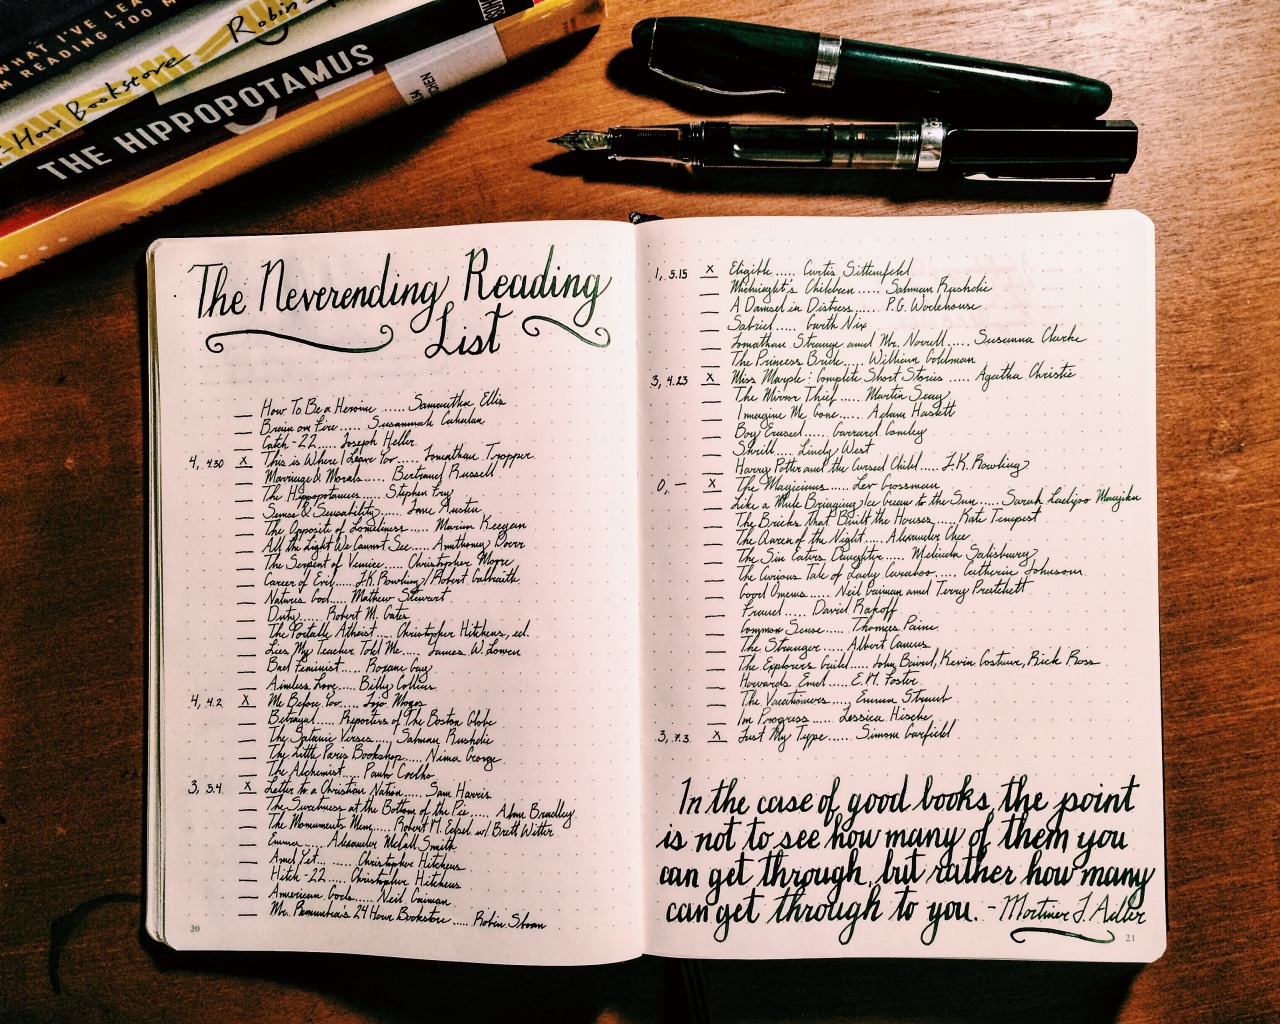 WHAT I'VE LEA
M READING TOO M
Hour Bookstore Robin
THE HIPPOPOTAMUS
The Neverending Reading
List
__ How To Be a Heroine ...... Samantha Ellis
__ Brain on Fire ...... Susannah Cahalan
__ Catch-22 ..... Joseph Heller
4, 4.30 X This is Where I Leave You ..... Jonathan Tropper
__ Marriage & Morals ..... Bertrand Russell
__ The Hippopotamus ..... Stephen Fry
__ Sense & Sensability ..... Jane Austin
__ The Opposite of Loneliness ..... Marina Keegan
__ All the Light We Cannot See ..... Anthony Doerr
__ The Serpent of Venice ..... Christopher Moore
__ Career of Evil ..... J.K. Rowling/Robert Galbraith
__ Natures God ..... Mathew Stewart
__ Duty ..... Robert M. Gates
__ The Portable Atheist ..... Christopher Hitchens, ed.
__ Lies My Teacher Told Me ..... James W. Lowen
__ Bad Feminist ..... Roxane Gay
__ Aimless Love ..... Billy Collins
4, 4.2 X Me Before You ..... Jojo Moyes
__ Betrayal ..... Reporters of The Boston Globe
__ The Satanic Verses ..... Salman Rushdie
__ The Little Paris Bookshop ..... Nina George
__ The Alchemist ..... Paulo Coelho
3, 3.4 X Letter to a Christian Nation ..... Sam Harris
__ The Sweetness at the Bottom of the Pie ..... Alan Bradley
__ The Monuments Men ..... Robert M. Edsel w/ Brett Witter
__ Emma ..... Alexander McCall Smith
__ And Yet ..... Christopher Hitchens
__ Hitch-22 ..... Christopher Hitchens
__ American Gods ..... Neil Gaiman
__ Mr. Penumbra's 24 Hour Bookstore ..... Robin Sloan
20
1, 5.15 X Eligible ..... Curtis Sittenfeld
__ Midnight's Children ..... Salman Rushdie
__ A Damsel in Distress ..... P.G. Wodehouse
__ Sabriel ..... Garth Nix
__ Jonathan Strange and Mr. Norrell ..... Susanna Clarke
__ The Princess Bride ..... William Goldman
3, 4.23 X Miss Marple: Complete Short Stories ..... Agatha Christie
__ The Mirror Thief ..... Martin Seay
__ Imagine Me Gone ..... Adam Haslett
__ Boy Erased ..... Garrard Conley
__ Shrill ..... Lindy West
__ Harry Potter and the Cursed Child ..... J.K. Rowling
0, — X The Magicians ..... Lev Grossman
__ Like a Mule Bringing Ice Cream to the Sun ..... Sarah Ladipo Manyika
__ The Bricks That Built the Houses ..... Kate Tempest
__ The Queen of the Night ..... Alexander Chee
__ The Sin Eaters Daughter ..... Melinda Salisbury
__ The Curious Tale of Lady Caraboo ..... Catherine Johnson
__ Good Omens ..... Neil Gaiman and Terry Pratchett
__ Fraud ..... David Rakoff
__ Common Sense ..... Thomas Paine
__ The Stranger ..... Albert Camus
__ The Explorers Guild ..... John Baird, Kevin Costner, Rick Ross
__ Howards End ..... E.M. Foster
__ The Vacationers ..... Emma Straub
__ In Progress ..... Jessica Hische
3, 7.3 X Just My Type ..... Simon Garfield
In the case of good books, the point
is not to see how many of them you
can get through, but rather how many
can get through to you. - Mortimer J. Adler
21